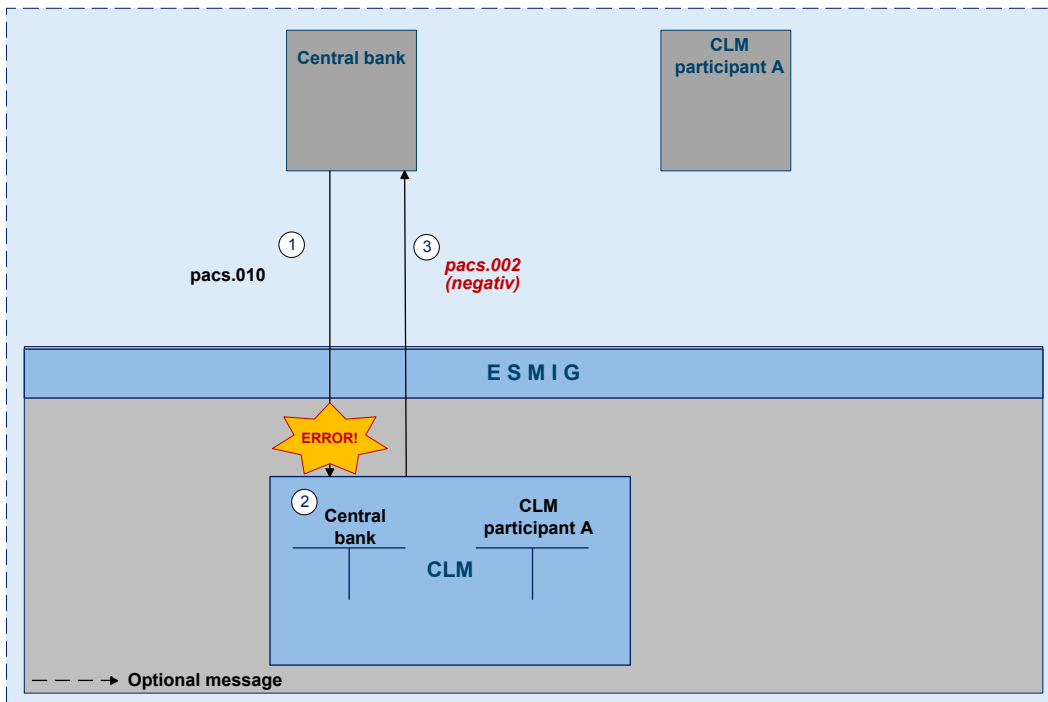 Central bank
CLM
participant A
1
3
pacs.010
pacs.002
(negativ)
E S M I G
ERROR!
2
Central
bank
CLM
participant A
CLM
Optional message